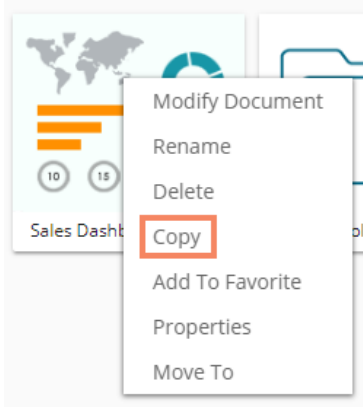 Modify Document
Rename
10
15
Delete
Sales Dashb
Copy
Add To Favorite
Properties
Move To